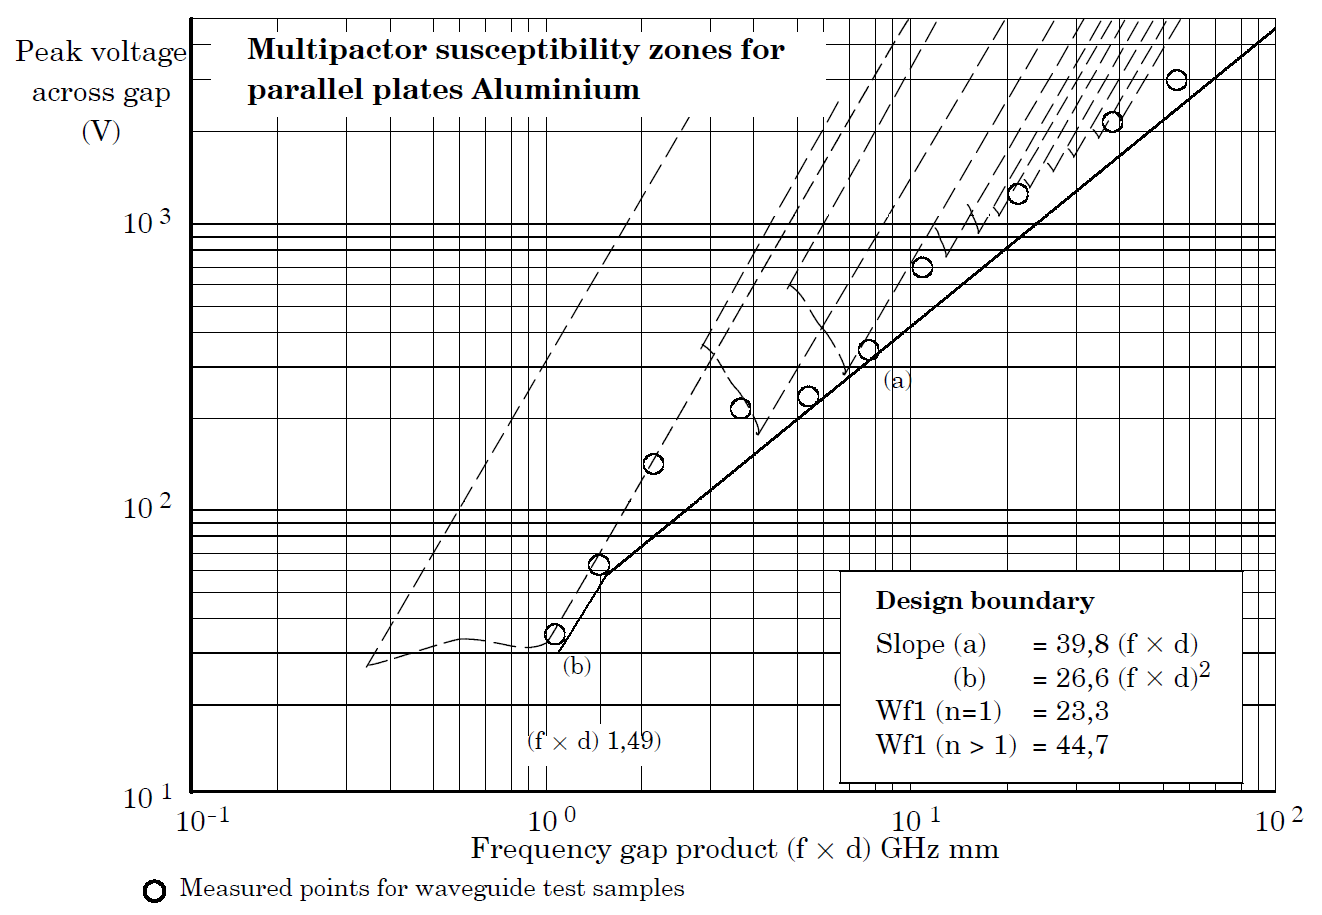 Multipactor susceptibility zones for
parallel plates Aluminium
Peak voltage
across gap
(V)
10 3
10 2
10 1
(a)
(b)
(f × d) 1,49)
Design boundary
Slope (a) = 39,8 (f × d)
(b) = 26,6 (f × d)2
Wf1 (n=1) = 23,3
Wf1 (n > 1) = 44,7
10-1
10 0
10 1
10 2
Frequency gap product (f × d) GHz mm
Measured points for waveguide test samples